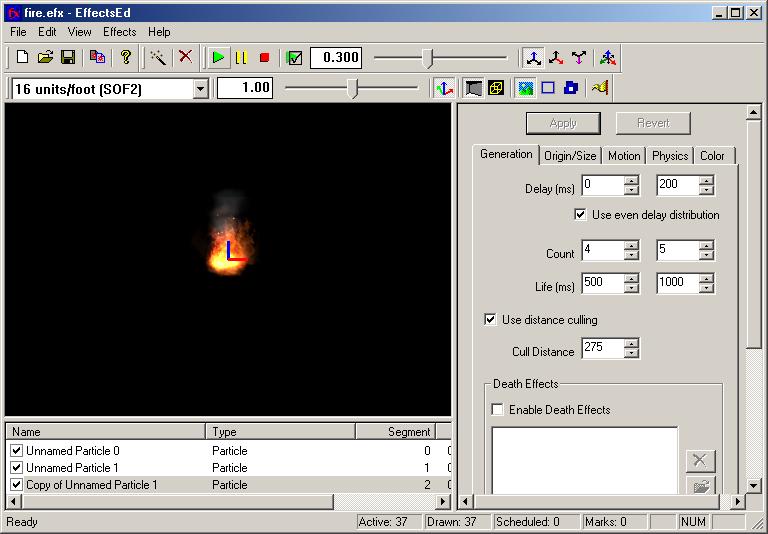 fx fire.efx - EffectsEd
File Edit View Effects Help
0.300
16 units/foot (SOF2) 1.00
Apply Revert
Generation Origin/Size Motion Physics Color
Delay (ms) 0 200
Use even delay distribution
Count 4 5
Life (ms) 500 1000
Use distance culling
Cull Distance 275
Death Effects
Enable Death Effects
Name Type Segment
Unnamed Particle 0 Particle 0
Unnamed Particle 1 Particle 1
Copy of Unnamed Particle 1 Particle 2
Ready Active: 37 Drawn: 37 Scheduled: 0 Marks: 0 NUM